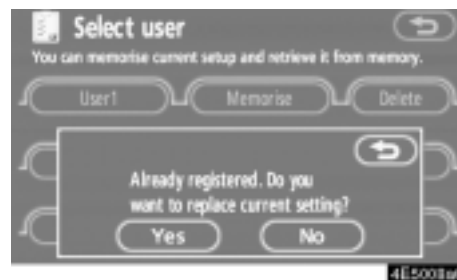 Select user
You can memorise current setup and retrieve it from memory.
User1 Memorise Delete
Already registered. Do you
want to replace current setting?
Yes No